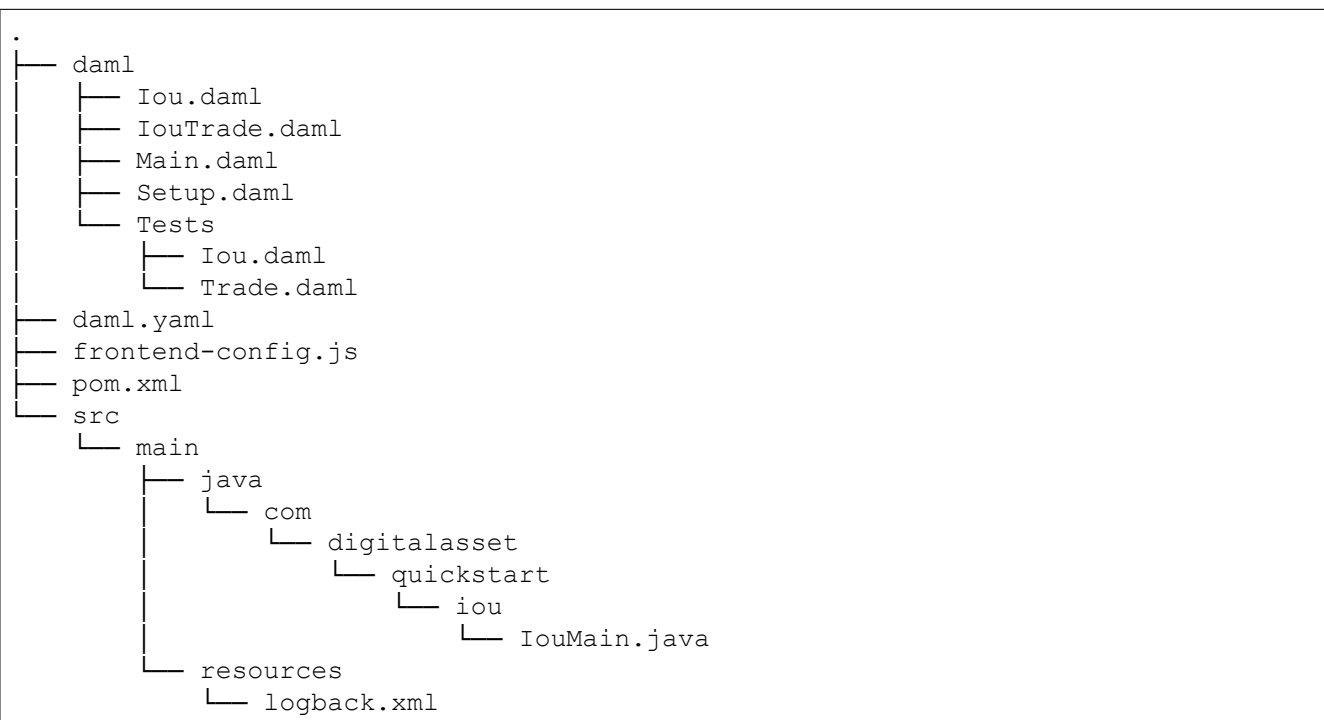 .
├── daml
│   ├── Iou.daml
│   ├── IouTrade.daml
│   ├── Main.daml
│   ├── Setup.daml
│   └── Tests
│       ├── Iou.daml
│       └── Trade.daml
├── daml.yaml
├── frontend-config.js
├── pom.xml
└── src
    └── main
        ├── java
        │   └── com
        │       └── digitalasset
        │           └── quickstart
        │               └── iou
        │                   └── IouMain.java
        └── resources
            └── logback.xml